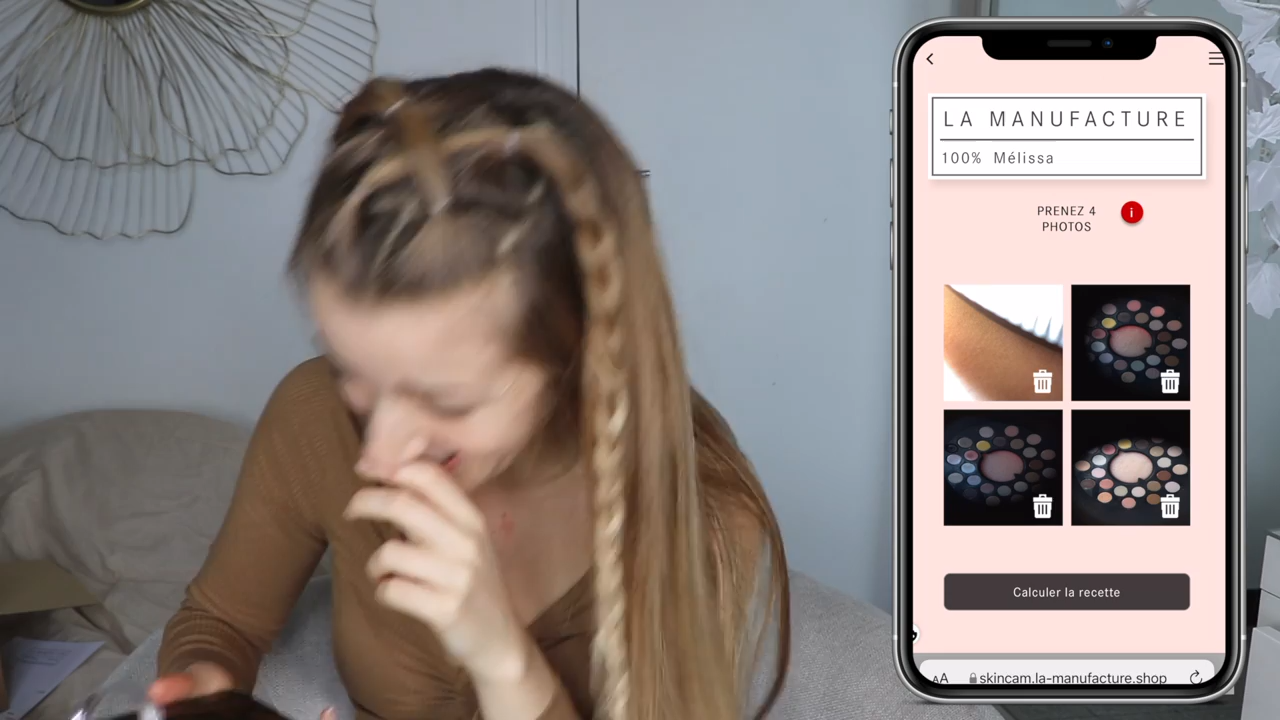 LA MANUFACTURE
100% Mélissa
PRENEZ 4
PHOTOS
i
Calculer la recette
AA
skincam.la-manufacture.shop